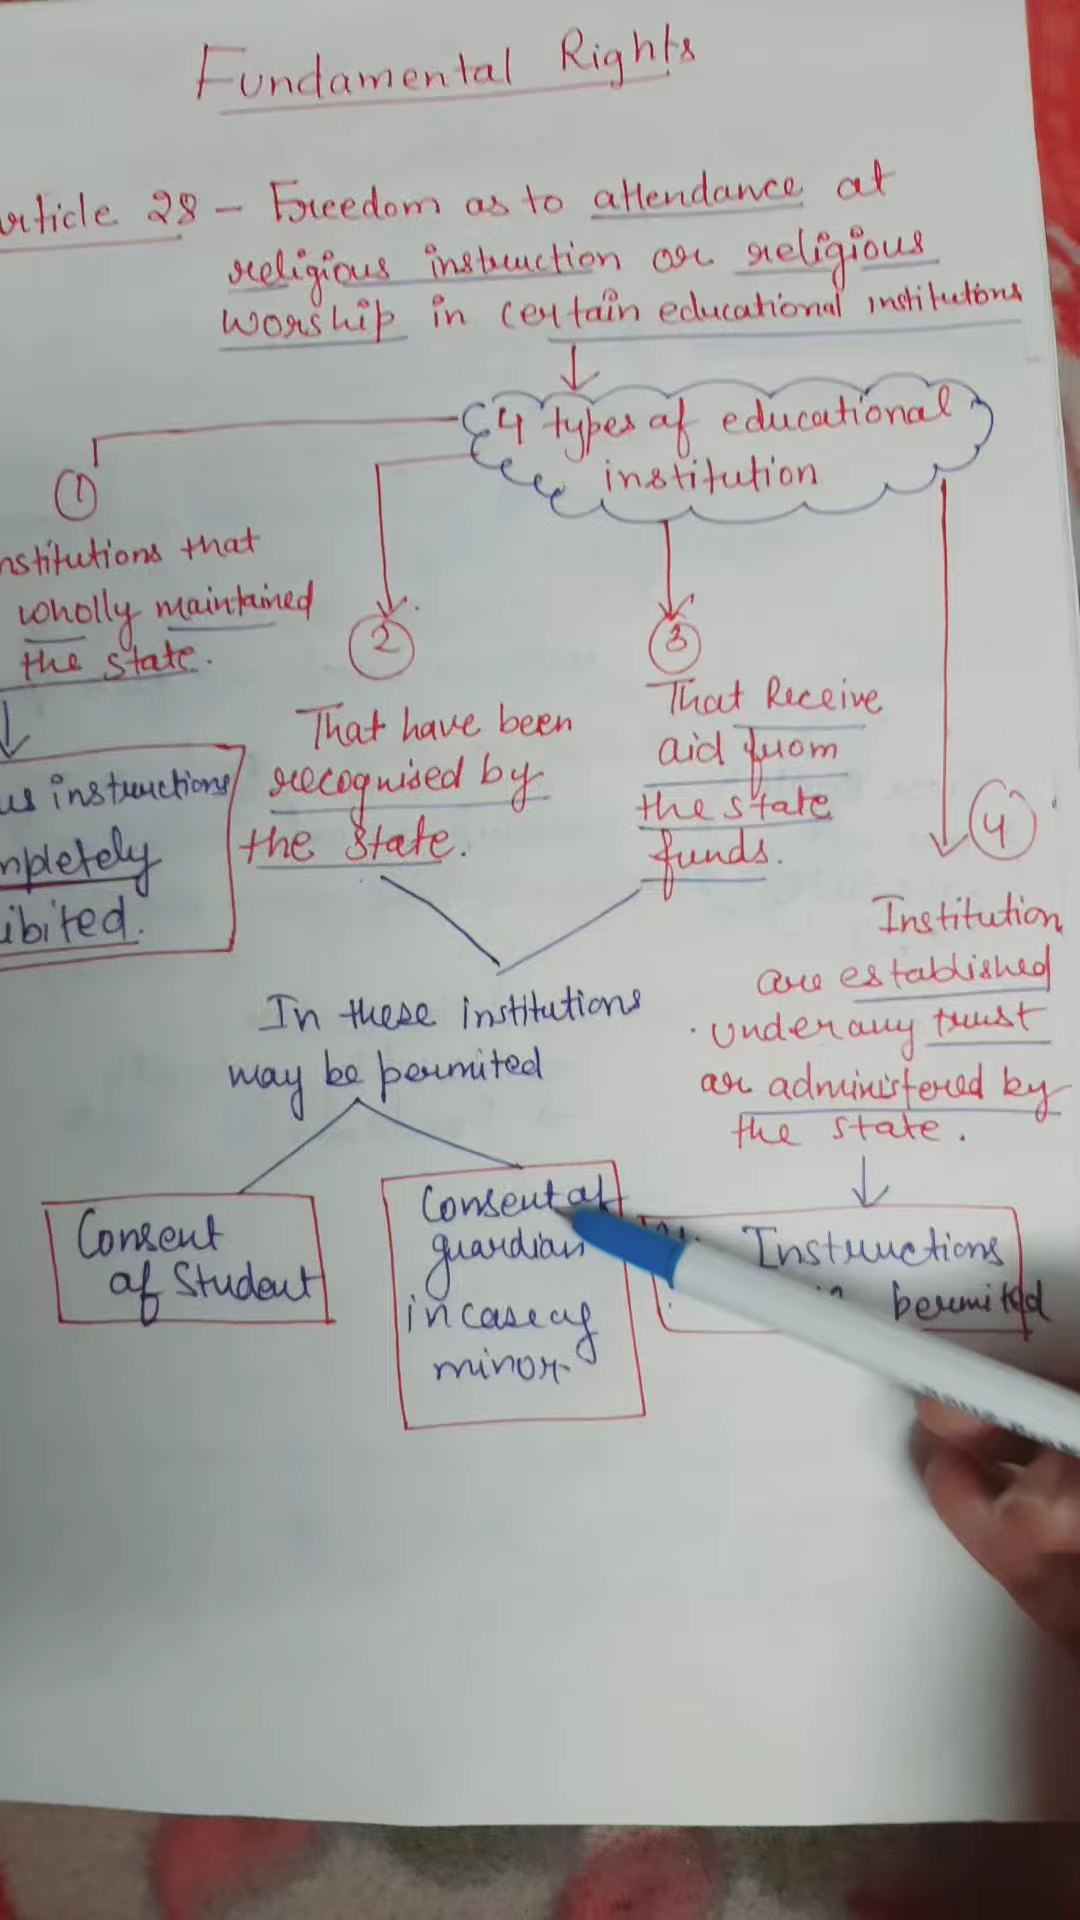 Fundamental Rights
rticle 28 - Freedom as to attendance at
religious instruction or religious
worship in certain educational institutions
4 types of educational
institution
1
nstitutions that
wholly maintained
the state.
us instructions
mpletely
ibited.
2
That have been
recognised by
the state.
3
That Receive
aid from
the state
funds.
4
Institution
are established
under any trust
or administered by
the state.
In these institutions
may be permited
Consent
of Student
Consent of
guardian
in case of
minor
Instructions
permited